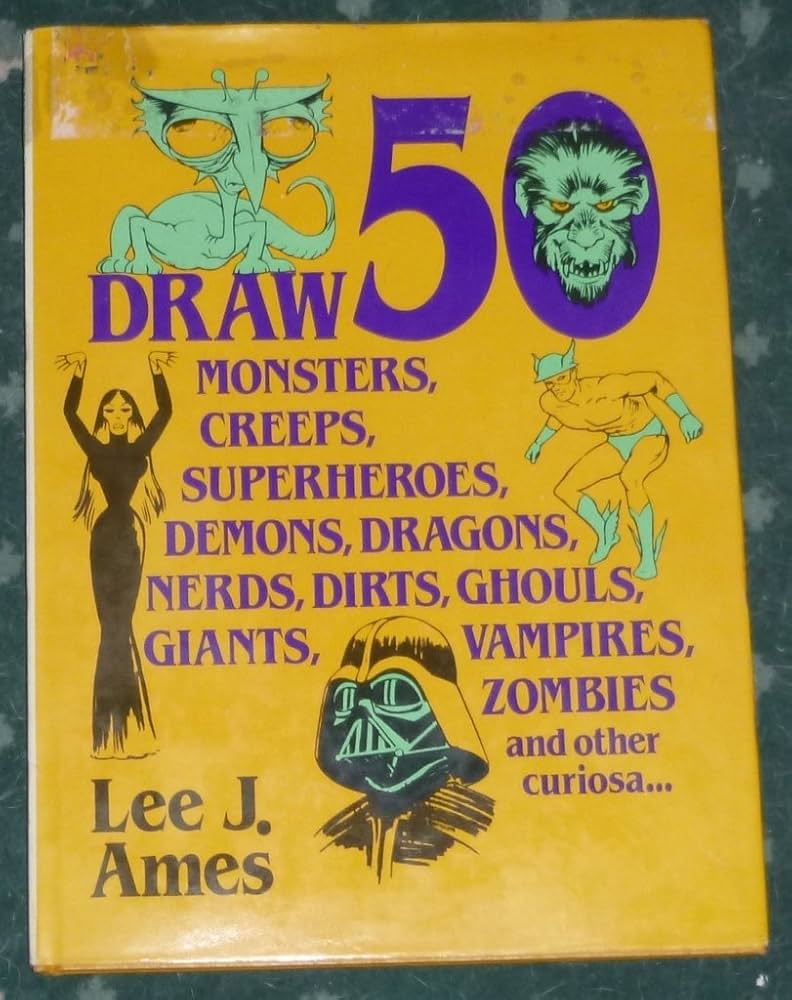 DRAW 50
MONSTERS,
CREEPS,
SUPERHEROES,
DEMONS, DRAGONS,
NERDS, DIRTS, GHOULS,
GIANTS, VAMPIRES,
ZOMBIES
and other
curiosa...
Lee J.
Ames